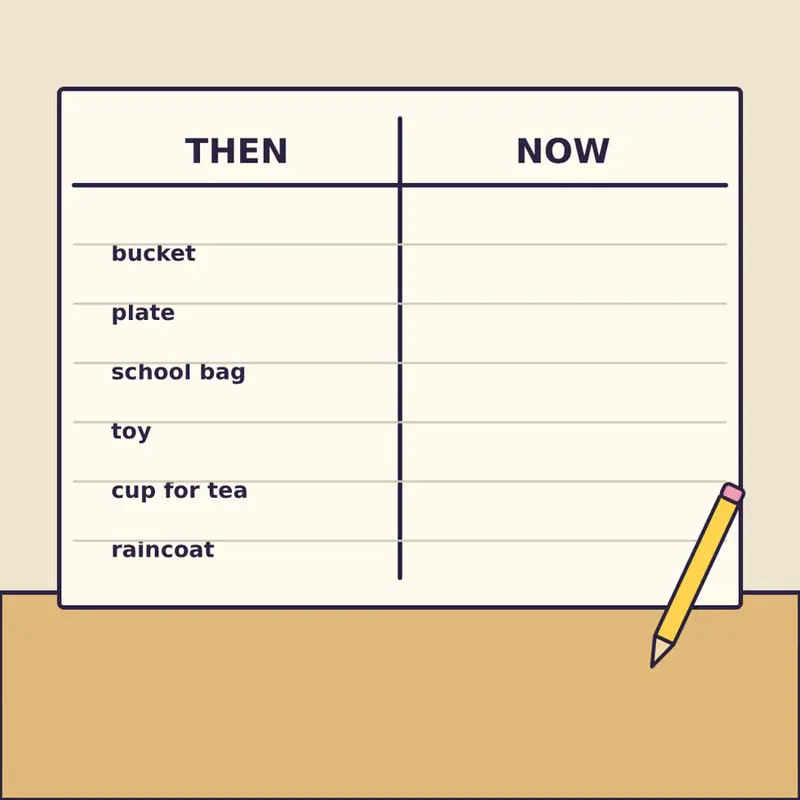 THEN NOW
bucket
plate
school bag
toy
cup for tea
raincoat